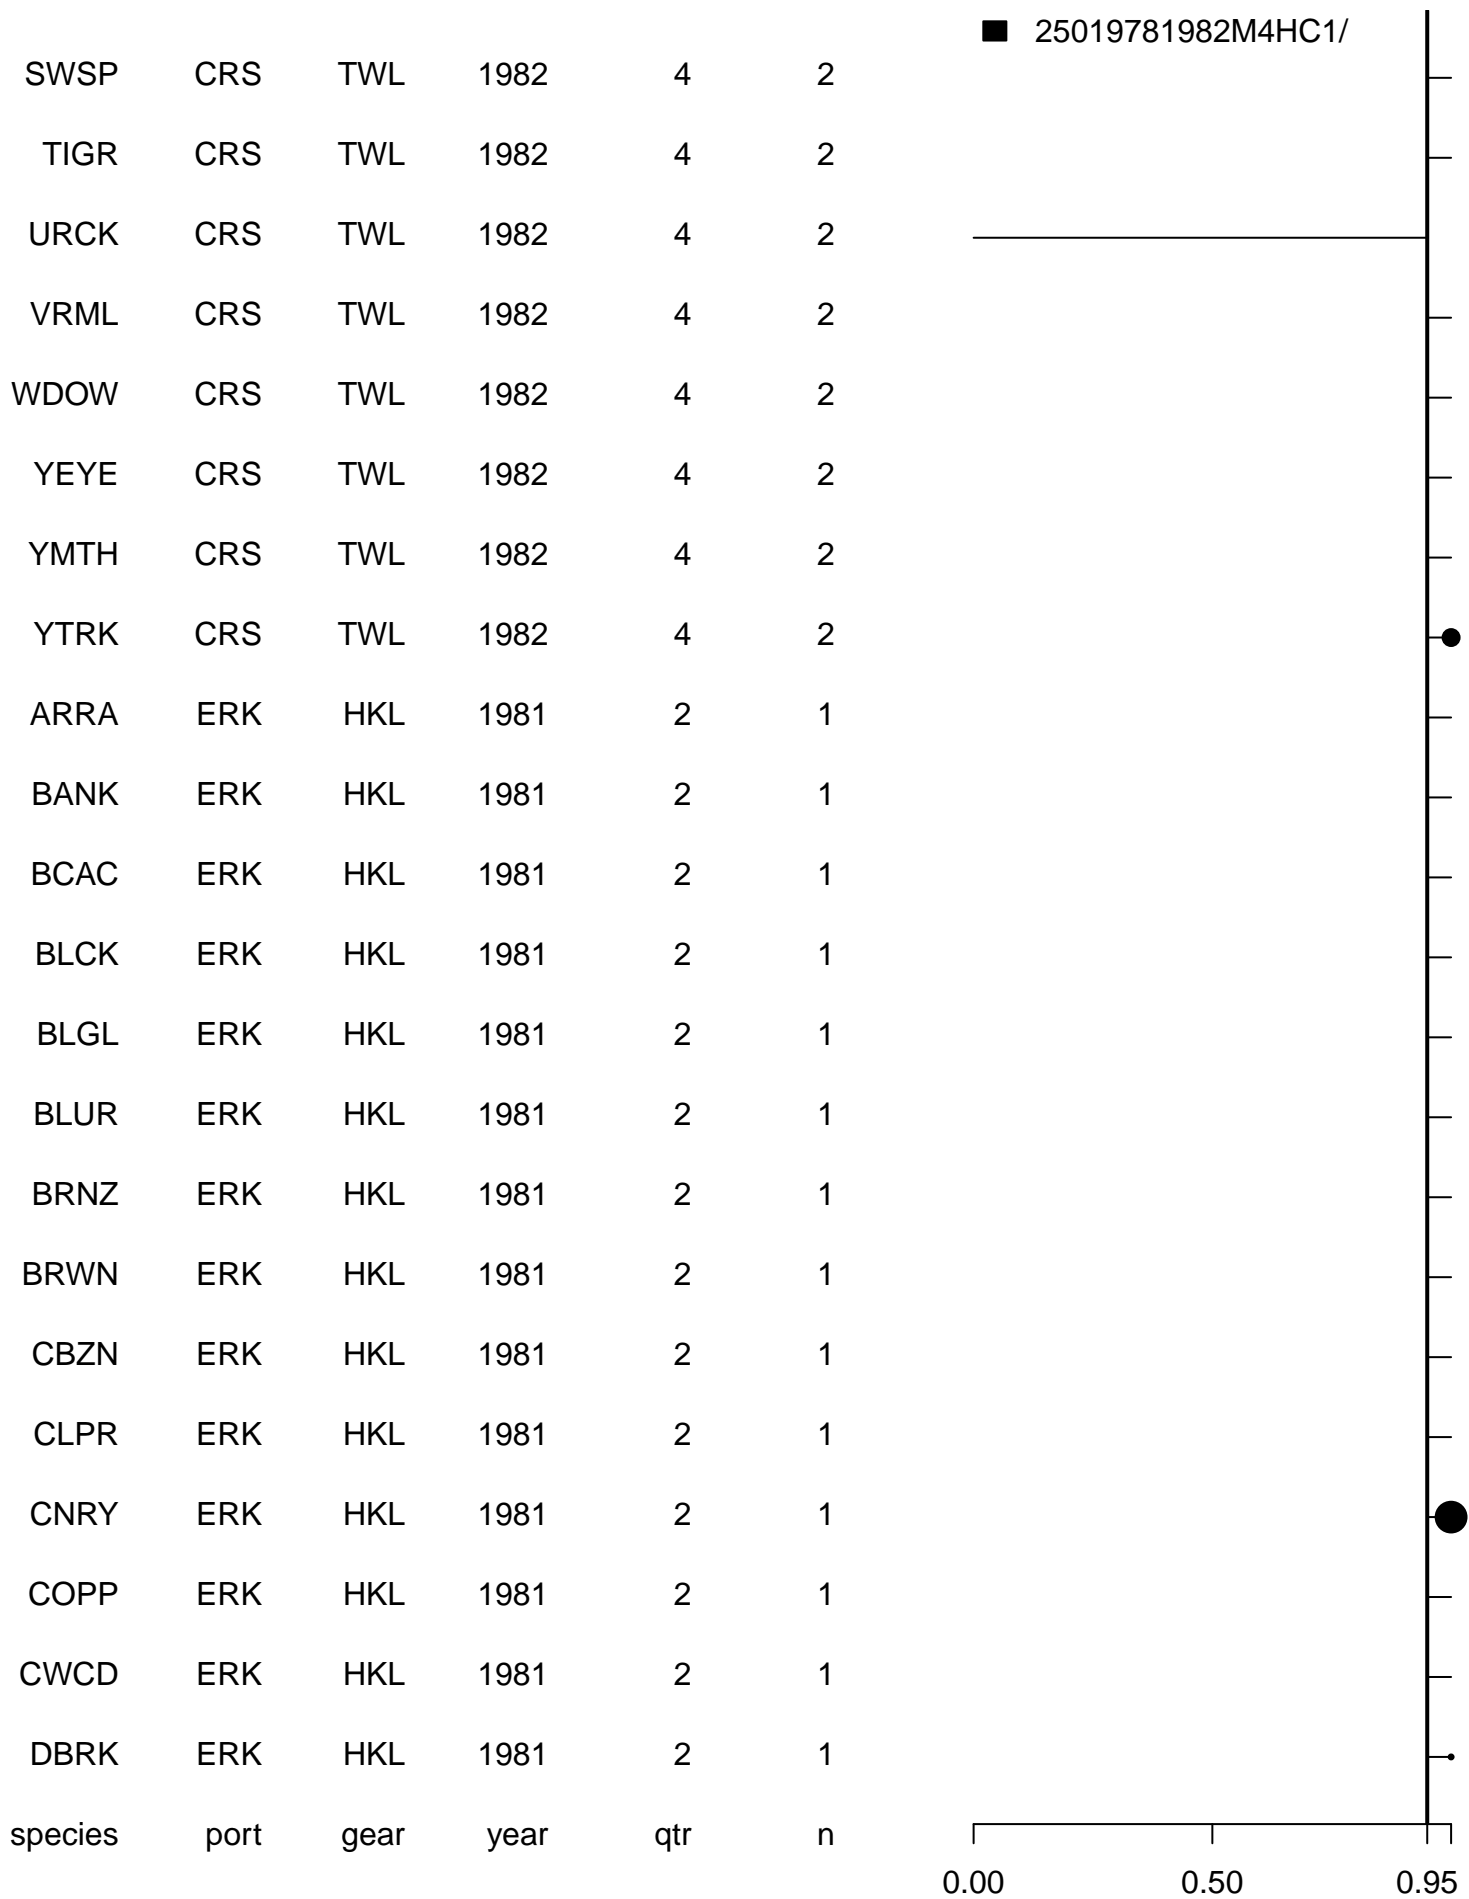 25019781982M4HC1/
SWSP CRS TWL 1982 4 2
TIGR CRS TWL 1982 4 2
URCK CRS TWL 1982 4 2
VRML CRS TWL 1982 4 2
WDOW CRS TWL 1982 4 2
YEYE CRS TWL 1982 4 2
YMTH CRS TWL 1982 4 2
YTRK CRS TWL 1982 4 2
ARRA ERK HKL 1981 2 1
BANK ERK HKL 1981 2 1
BCAC ERK HKL 1981 2 1
BLCK ERK HKL 1981 2 1
BLGL ERK HKL 1981 2 1
BLUR ERK HKL 1981 2 1
BRNZ ERK HKL 1981 2 1
BRWN ERK HKL 1981 2 1
CBZN ERK HKL 1981 2 1
CLPR ERK HKL 1981 2 1
CNRY ERK HKL 1981 2 1
COPP ERK HKL 1981 2 1
CWCD ERK HKL 1981 2 1
DBRK ERK HKL 1981 2 1
species port gear year qtr n
0.00 0.50 0.95